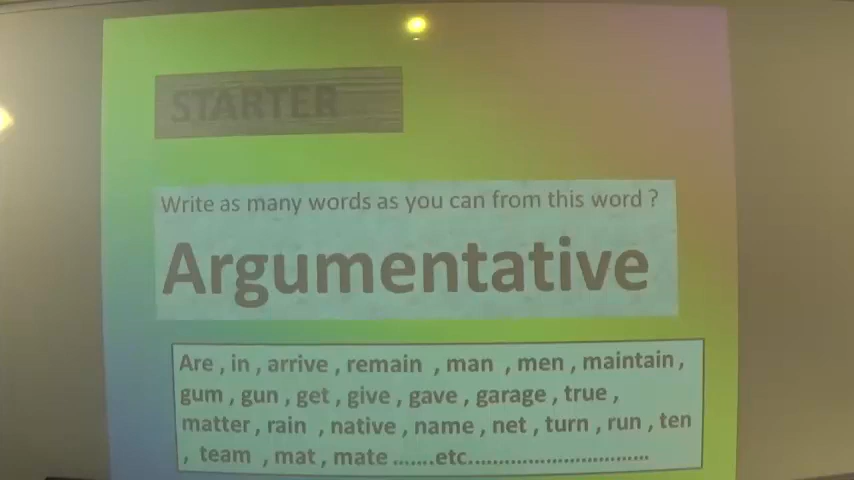 STARTER
Write as many words as you can from this word ?
Argumentative
Are , in , arrive , remain , man , men , maintain ,
gum , gun , get , give , gave , garage , true ,
matter , rain , native , name , net , turn , run , ten
, team , mat , mate .......etc...............................